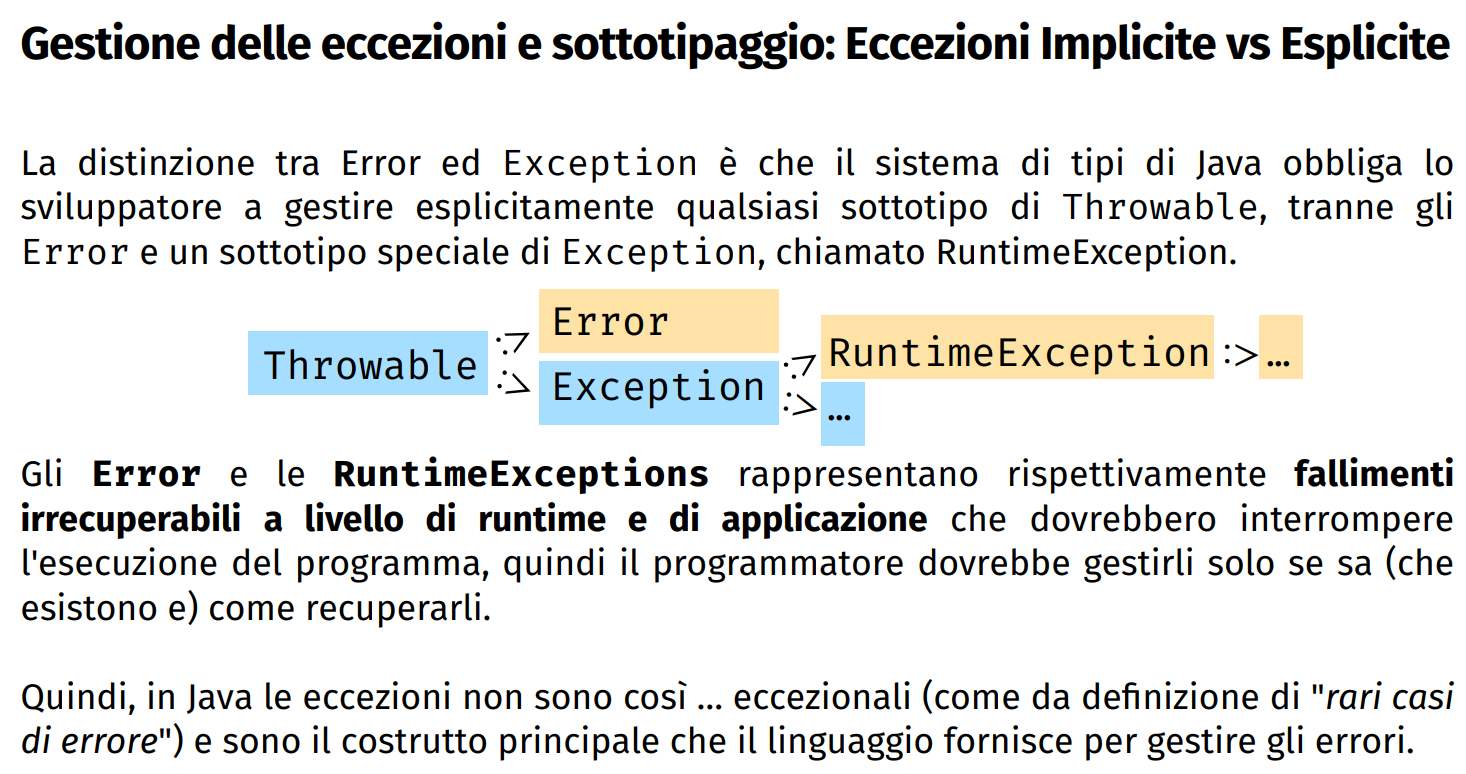 Gestione delle eccezioni e sottotipaggio: Eccezioni Implicite vs Esplicite
La distinzione tra Error ed Exception è che il sistema di tipi di Java obbliga lo
sviluppatore a gestire esplicitamente qualsiasi sottotipo di Throwable, tranne gli
Error e un sottotipo speciale di Exception, chiamato RuntimeException.
Throwable :> Error
:> Exception :> RuntimeException :> …
:> …
Gli Error e le RuntimeExceptions rappresentano rispettivamente fallimenti
irrecuperabili a livello di runtime e di applicazione che dovrebbero interrompere
l'esecuzione del programma, quindi il programmatore dovrebbe gestirli solo se sa (che
esistono e) come recuperarli.
Quindi, in Java le eccezioni non sono così … eccezionali (come da definizione di "rari casi
di errore") e sono il costrutto principale che il linguaggio fornisce per gestire gli errori.